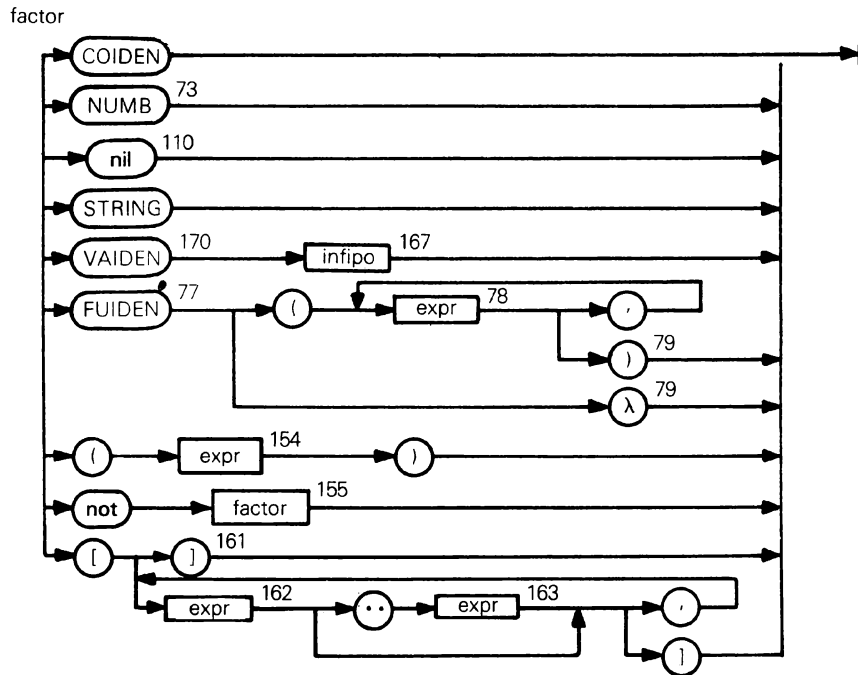 factor
COIDEN
NUMB 73
nil 110
STRING
VAIDEN 170 infipo 167
FUIDEN 77 ( expr 78 ,
) 79
λ 79
( expr 154 )
not factor 155
[ ] 161
expr 162 .. expr 163 ,
]